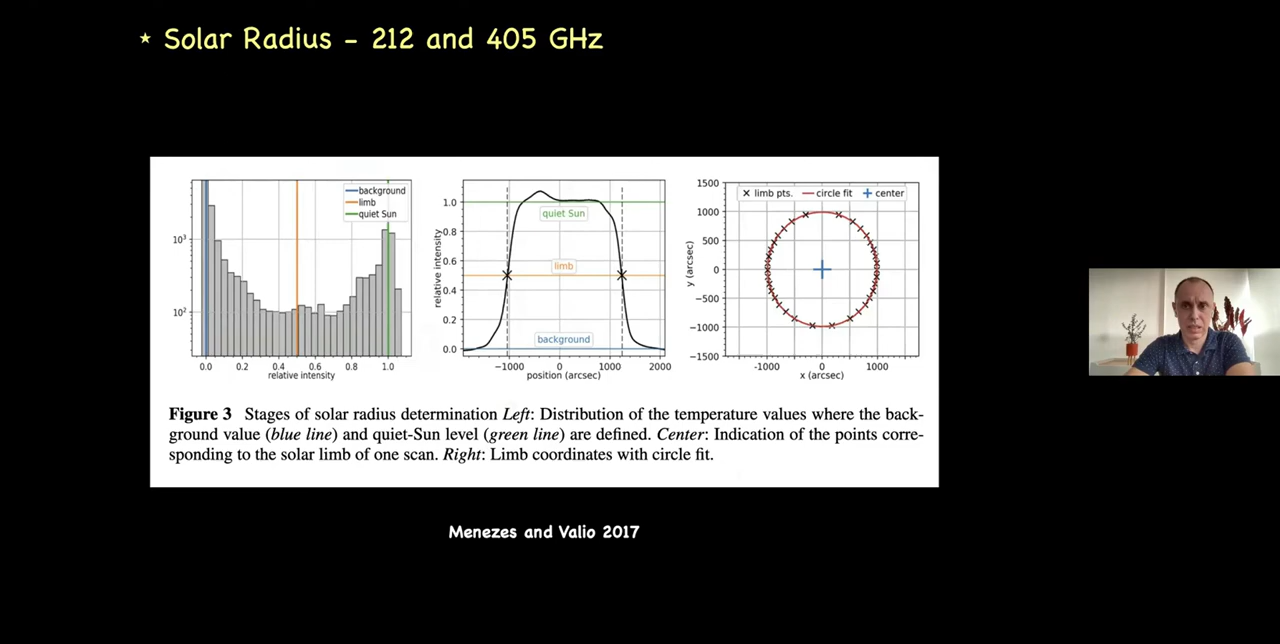 ★ Solar Radius – 212 and 405 GHz
background
limb
quiet Sun
10³
10²
0.0 0.2 0.4 0.6 0.8 1.0
relative intensity
relative intensity
1.0
0.8
0.6
0.4
0.2
0.0
quiet Sun
limb
background
−1000 0 1000 2000
position (arcsec)
y (arcsec)
1500
1000
500
0
−500
−1000
−1500
limb pts. circle fit center
-1000 0 1000
x (arcsec)
Figure 3 Stages of solar radius determination Left: Distribution of the temperature values where the back-
ground value (blue line) and quiet-Sun level (green line) are defined. Center: Indication of the points corre-
sponding to the solar limb of one scan. Right: Limb coordinates with circle fit.
Menezes and Valio 2017